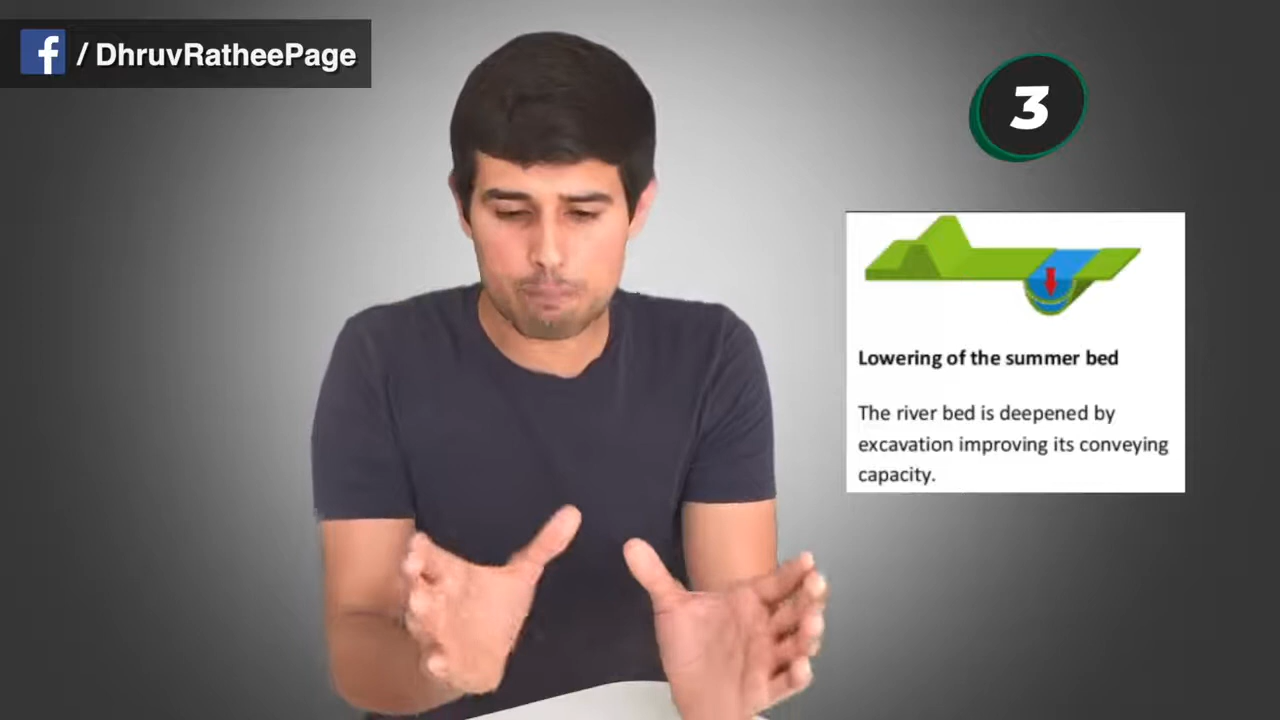 f / DhruvRatheePage
3
Lowering of the summer bed
The river bed is deepened by
excavation improving its conveying
capacity.